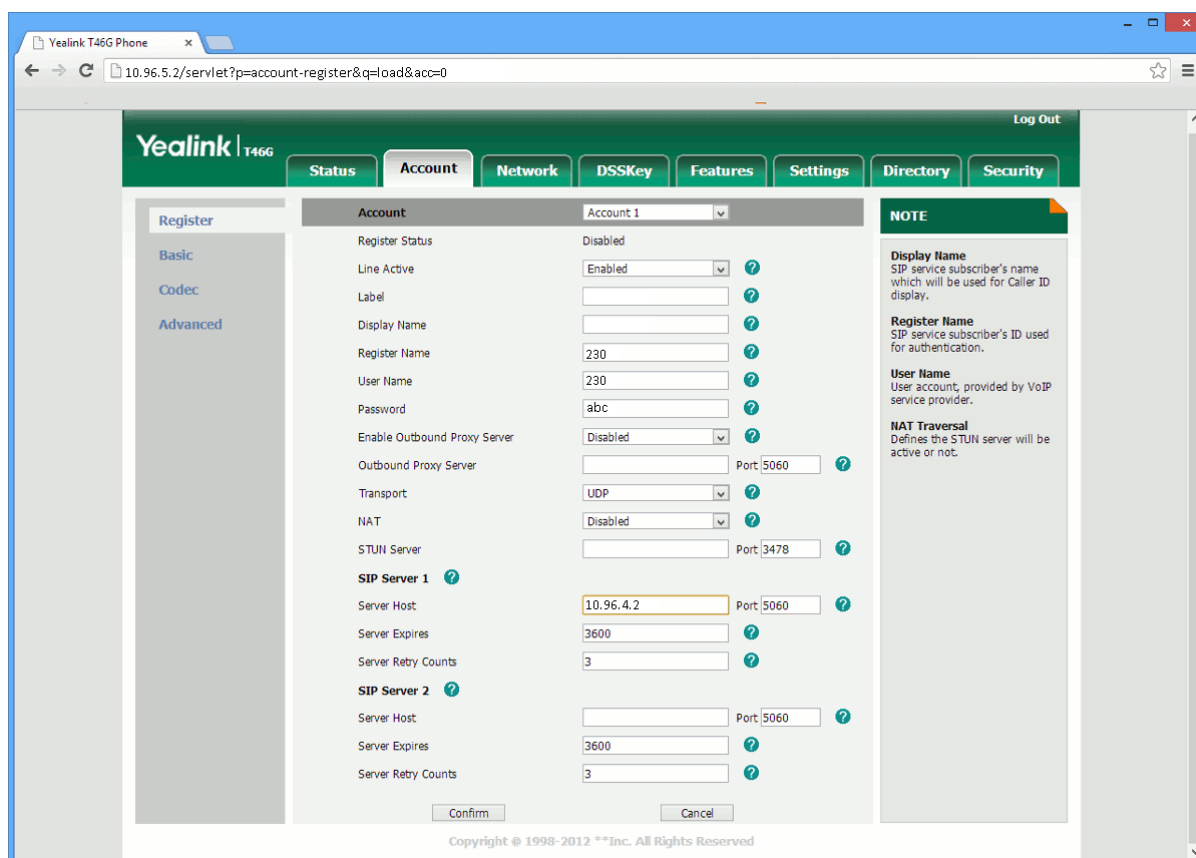 Yealink T46G Phone
10.96.5.2/servlet?p=account-register&q=load&acc=0
Log Out
Yealink | T46G
Status Account Network DSSKey Features Settings Directory Security
Register
Basic
Codec
Advanced
Account Account 1
Register Status Disabled
Line Active Enabled ?
Label ?
Display Name ?
Register Name 230 ?
User Name 230 ?
Password abc ?
Enable Outbound Proxy Server Disabled ?
Outbound Proxy Server Port 5060 ?
Transport UDP ?
NAT Disabled ?
STUN Server Port 3478 ?
SIP Server 1 ?
Server Host 10.96.4.2 Port 5060 ?
Server Expires 3600 ?
Server Retry Counts 3 ?
SIP Server 2 ?
Server Host Port 5060 ?
Server Expires 3600 ?
Server Retry Counts 3 ?
Confirm Cancel
NOTE
Display Name
SIP service subscriber's name
which will be used for Caller ID
display.
Register Name
SIP service subscriber's ID used
for authentication.
User Name
User account, provided by VoIP
service provider.
NAT Traversal
Defines the STUN server will be
active or not.
Copyright @ 1998-2012 **Inc. All Rights Reserved